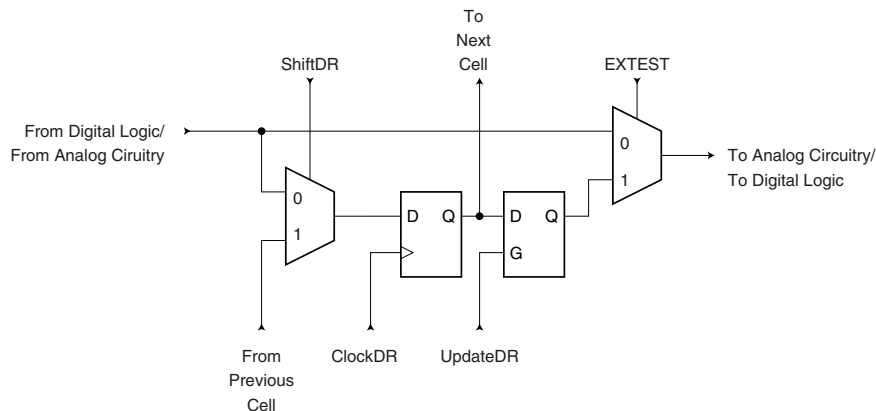 To
Next
Cell
ShiftDR
EXTEST
From Digital Logic/
From Analog Ciruitry
0
1
To Analog Circuitry/
To Digital Logic
0
1
D Q
D Q
G
From
Previous
Cell
ClockDR
UpdateDR